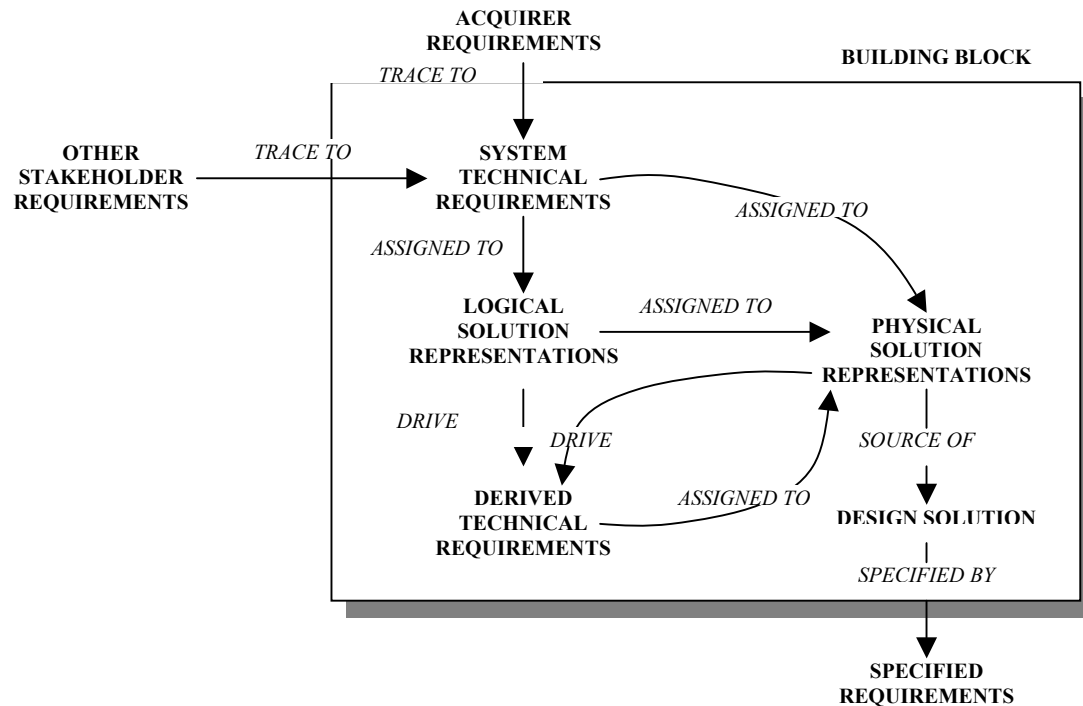 ACQUIRER
REQUIREMENTS
BUILDING BLOCK
TRACE TO
OTHER
STAKEHOLDER
REQUIREMENTS
TRACE TO
SYSTEM
TECHNICAL
REQUIREMENTS
ASSIGNED TO
ASSIGNED TO
LOGICAL
SOLUTION
REPRESENTATIONS
ASSIGNED TO
PHYSICAL
SOLUTION
REPRESENTATIONS
DRIVE
DRIVE
SOURCE OF
DERIVED
TECHNICAL
REQUIREMENTS
ASSIGNED TO
DESIGN SOLUTION
SPECIFIED BY
SPECIFIED
REQUIREMENTS